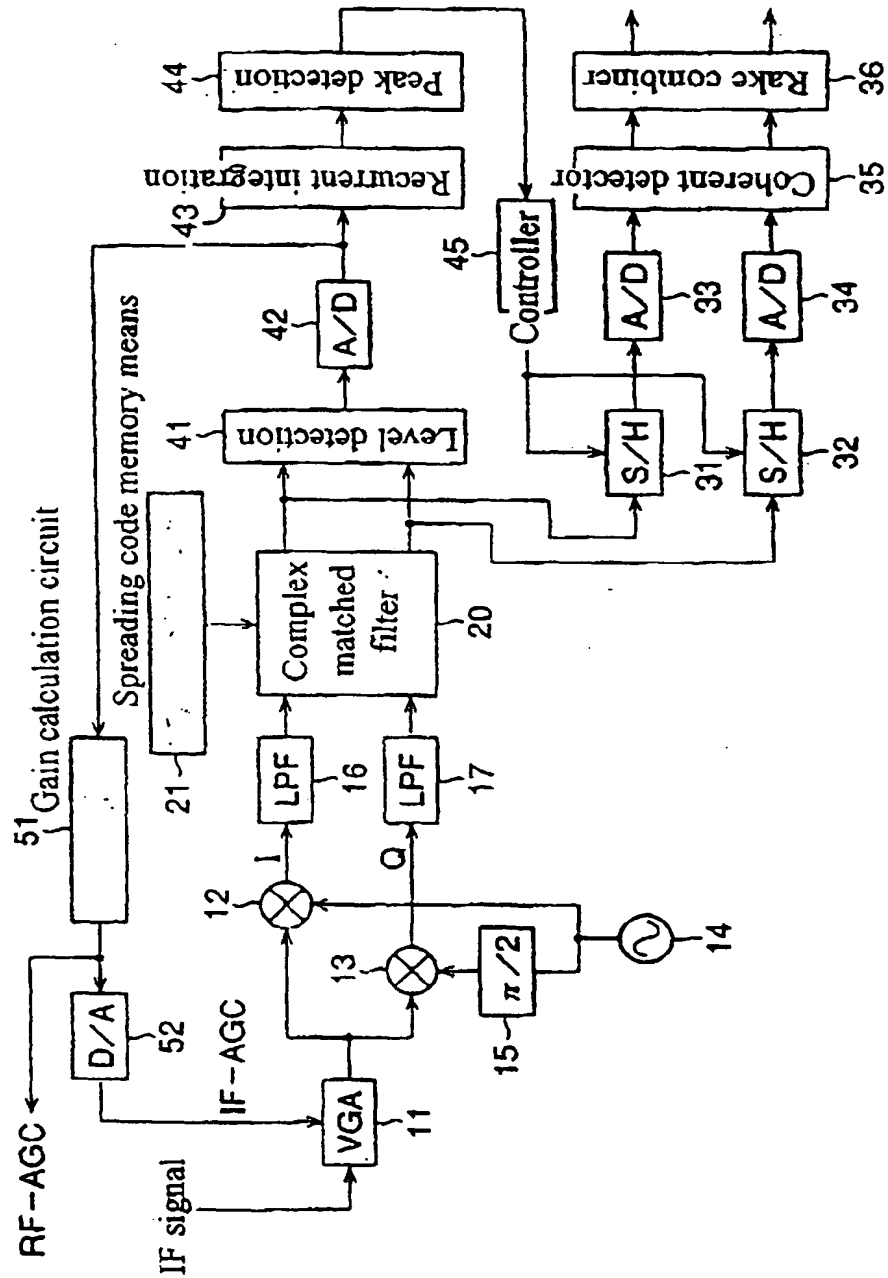 RF-AGC
D/A
52
51
Gain calculation circuit
IF-AGC
IF signal
VGA
11
12
13
I
Q
π/2
15
14
LPF
16
LPF
17
21
Spreading code memory means
Complex
matched
filter
20
41
Level detection
42
A/D
43
Recurrent integration
44
Peak detection
45
Controller
S/H
31
S/H
32
A/D
33
A/D
34
Coherent detector
35
Rake combiner
36